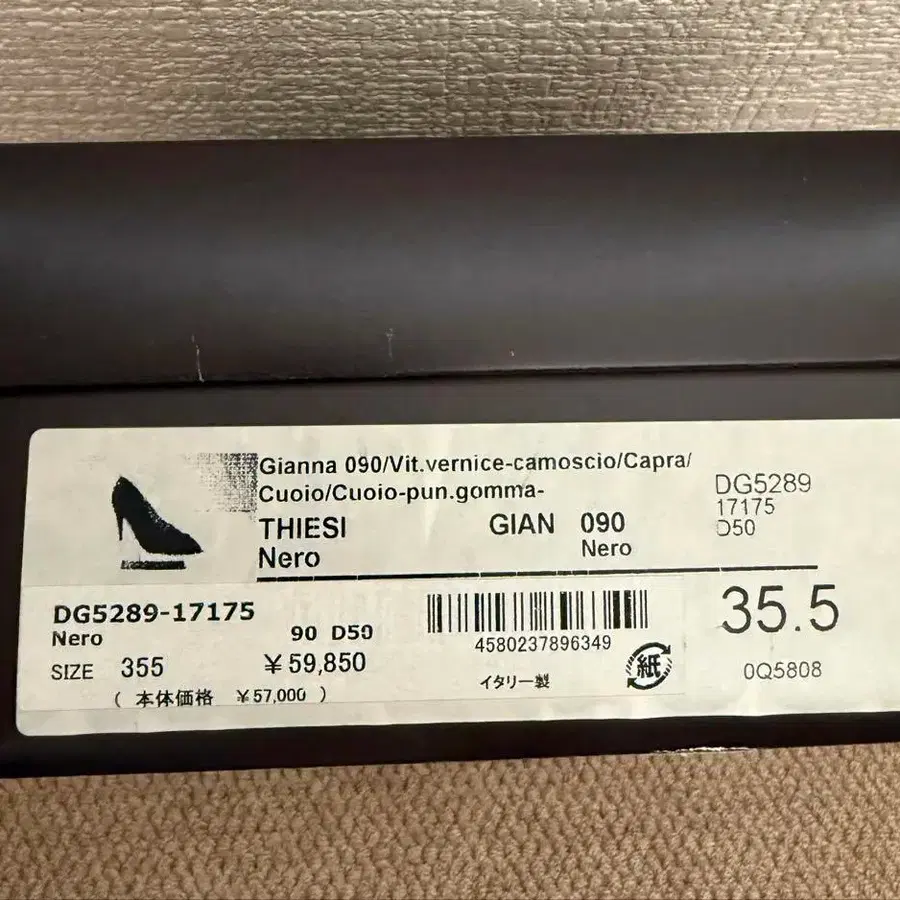 Gianna 090/Vit.vernice-camoscio/Capra/
Cuoio/Cuoio-pun.gomma-
THIESI GIAN 090
Nero Nero
DG5289
17175
D50
DG5289-17175
Nero 90 D50
SIZE 355 ¥59,850
( 本体価格 ¥57,000 )
4580237896349
イタリー製 紙
35.5
0Q5808